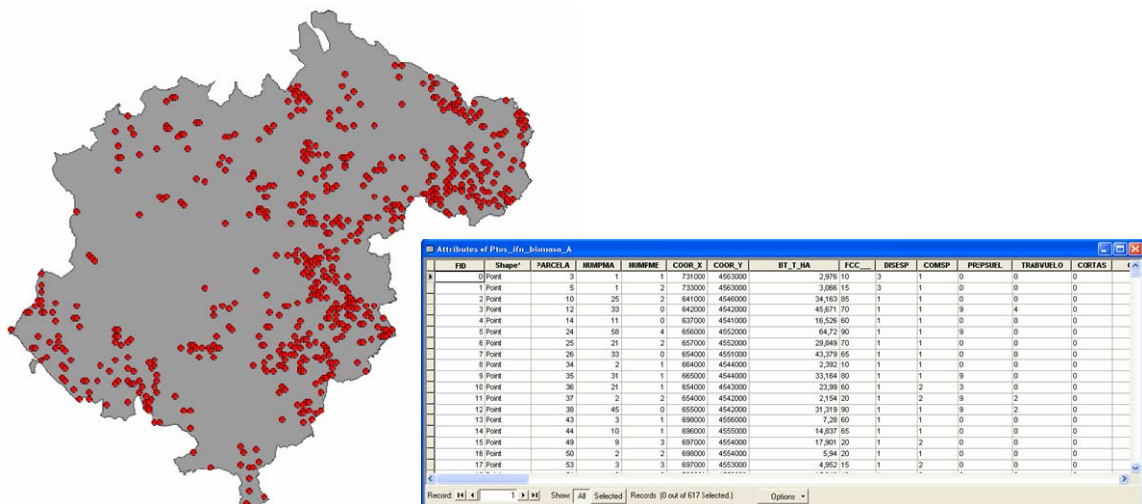 Attributes of Ptos_ifn_biomasa_A
FID Shape* PARCELA NUMPMA NUMFME COOR_X COOR_Y BT_T_HA FCC___ DISESP COMSP PREPSUEL TRABVUELO CORTAS
0 Point 3 1 1 731000 4563000 2,976 10 3 1 0 0 0
1 Point 5 1 2 733000 4563000 3,066 15 3 1 0 0 0
2 Point 10 25 2 641000 4546000 34,163 85 1 1 0 0 0
3 Point 12 33 0 642000 4542000 45,671 70 1 1 9 4 0
4 Point 14 11 0 637000 4541000 16,526 60 1 1 0 0 0
5 Point 24 58 4 656000 4552000 64,72 90 1 1 9 0 0
6 Point 25 21 2 657000 4552000 29,849 70 1 1 0 0 0
7 Point 26 33 0 654000 4551000 43,379 65 1 1 0 0 0
8 Point 34 2 1 664000 4544000 2,392 10 1 1 0 0 0
9 Point 35 31 1 665000 4544000 33,164 80 1 1 9 0 0
10 Point 36 21 1 654000 4543000 23,99 60 1 2 3 0 0
11 Point 37 2 2 654000 4542000 2,154 20 1 2 9 2 0
12 Point 38 45 0 655000 4542000 31,319 90 1 1 9 2 0
13 Point 43 3 1 698000 4556000 7,28 60 1 1 0 0 0
14 Point 44 10 1 696000 4555000 14,837 65 1 1 0 0 0
15 Point 49 9 3 697000 4554000 17,901 20 1 2 0 0 0
16 Point 50 2 2 698000 4554000 5,94 20 1 1 0 0 0
17 Point 53 3 3 697000 4553000 4,952 15 1 2 0 0 0
Record: 1 Show: All Selected Records (0 out of 617 Selected.) Options